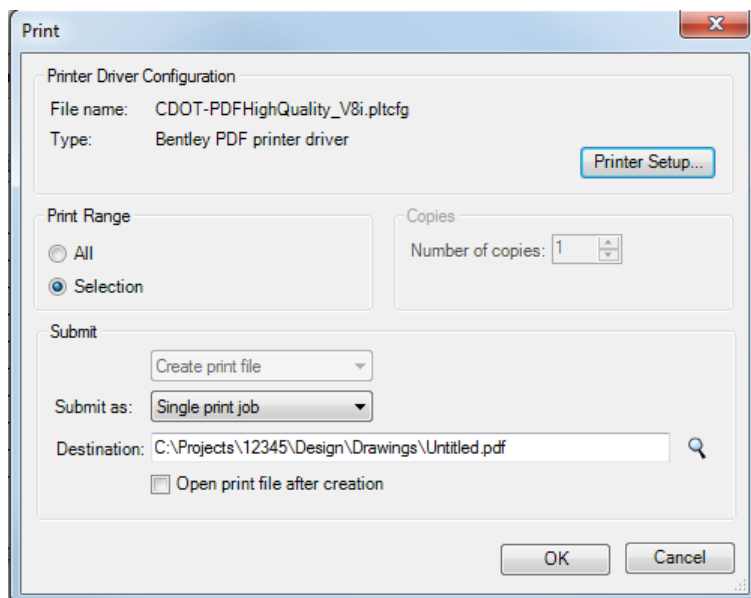 Print
Printer Driver Configuration
File name: CDOT-PDFHighQuality_V8i.pltcfg
Type: Bentley PDF printer driver
Printer Setup...
Print Range
All
Selection
Copies
Number of copies: 1
Submit
Create print file
Submit as: Single print job
Destination: C:\Projects\12345\Design\Drawings\Untitled.pdf
Open print file after creation
OK Cancel